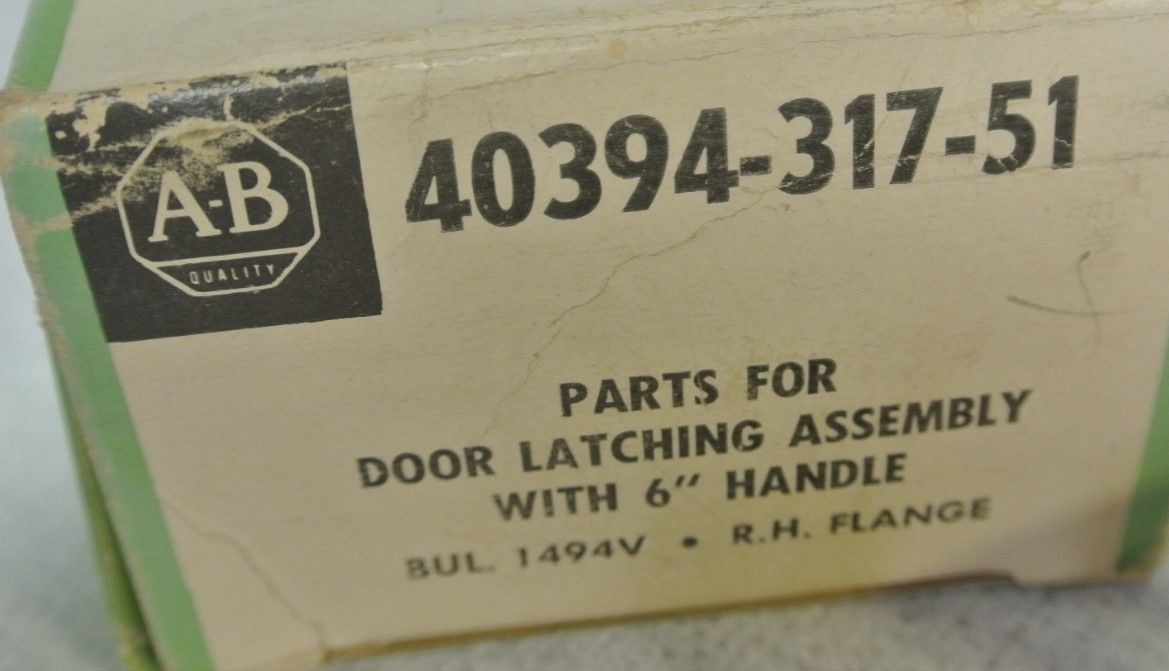 A-B
QUALITY
40394-317-51
PARTS FOR
DOOR LATCHING ASSEMBLY
WITH 6" HANDLE
BUL. 1494V • R.H. FLANGE